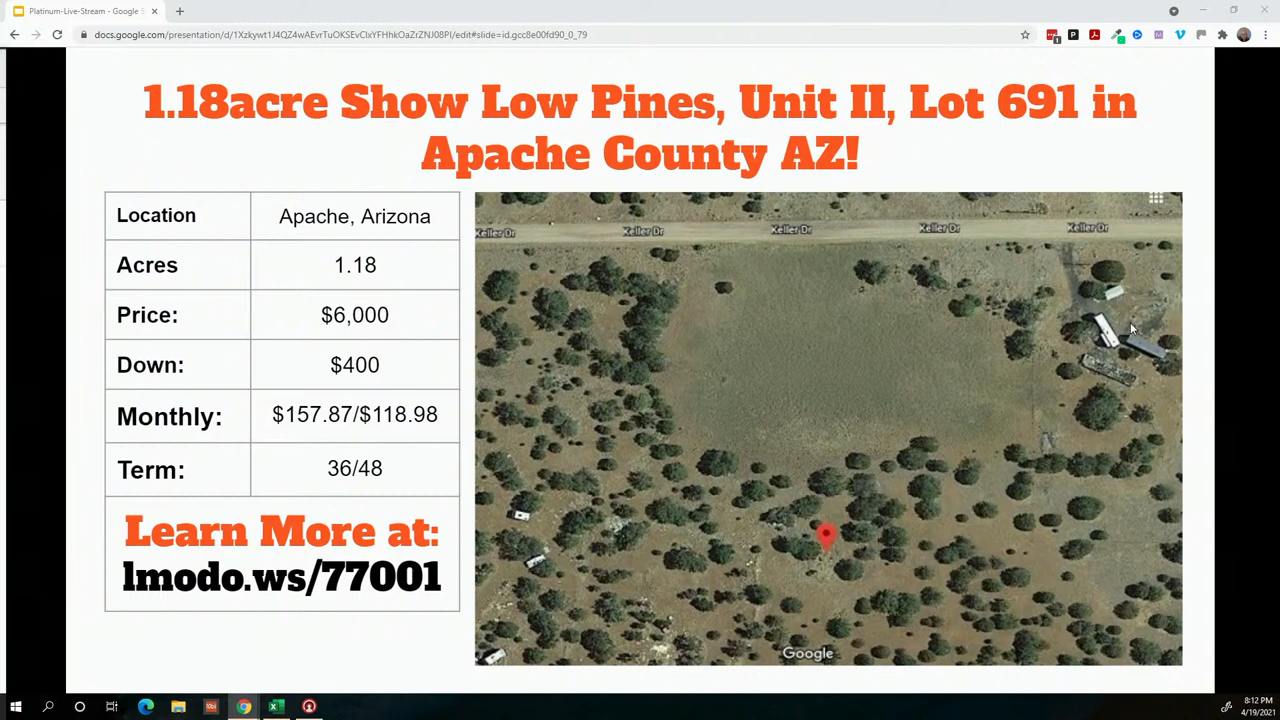 Platinum-Live-Stream - Google S
docs.google.com/presentation/d/1Xzkywt1J4QZ4wAEvrTuOKSEvClxYFHhkOaZrZNJ08PI/edit#slide=id.gcc8e00fd90_0_79
1.18acre Show Low Pines, Unit II, Lot 691 in
Apache County AZ!
Location Apache, Arizona
Acres 1.18
Price: $6,000
Down: $400
Monthly: $157.87/$118.98
Term: 36/48
Learn More at:
lmodo.ws/77001
Keller Dr Keller Dr Keller Dr Keller Dr Keller Dr
Google
8:12 PM
4/19/2021